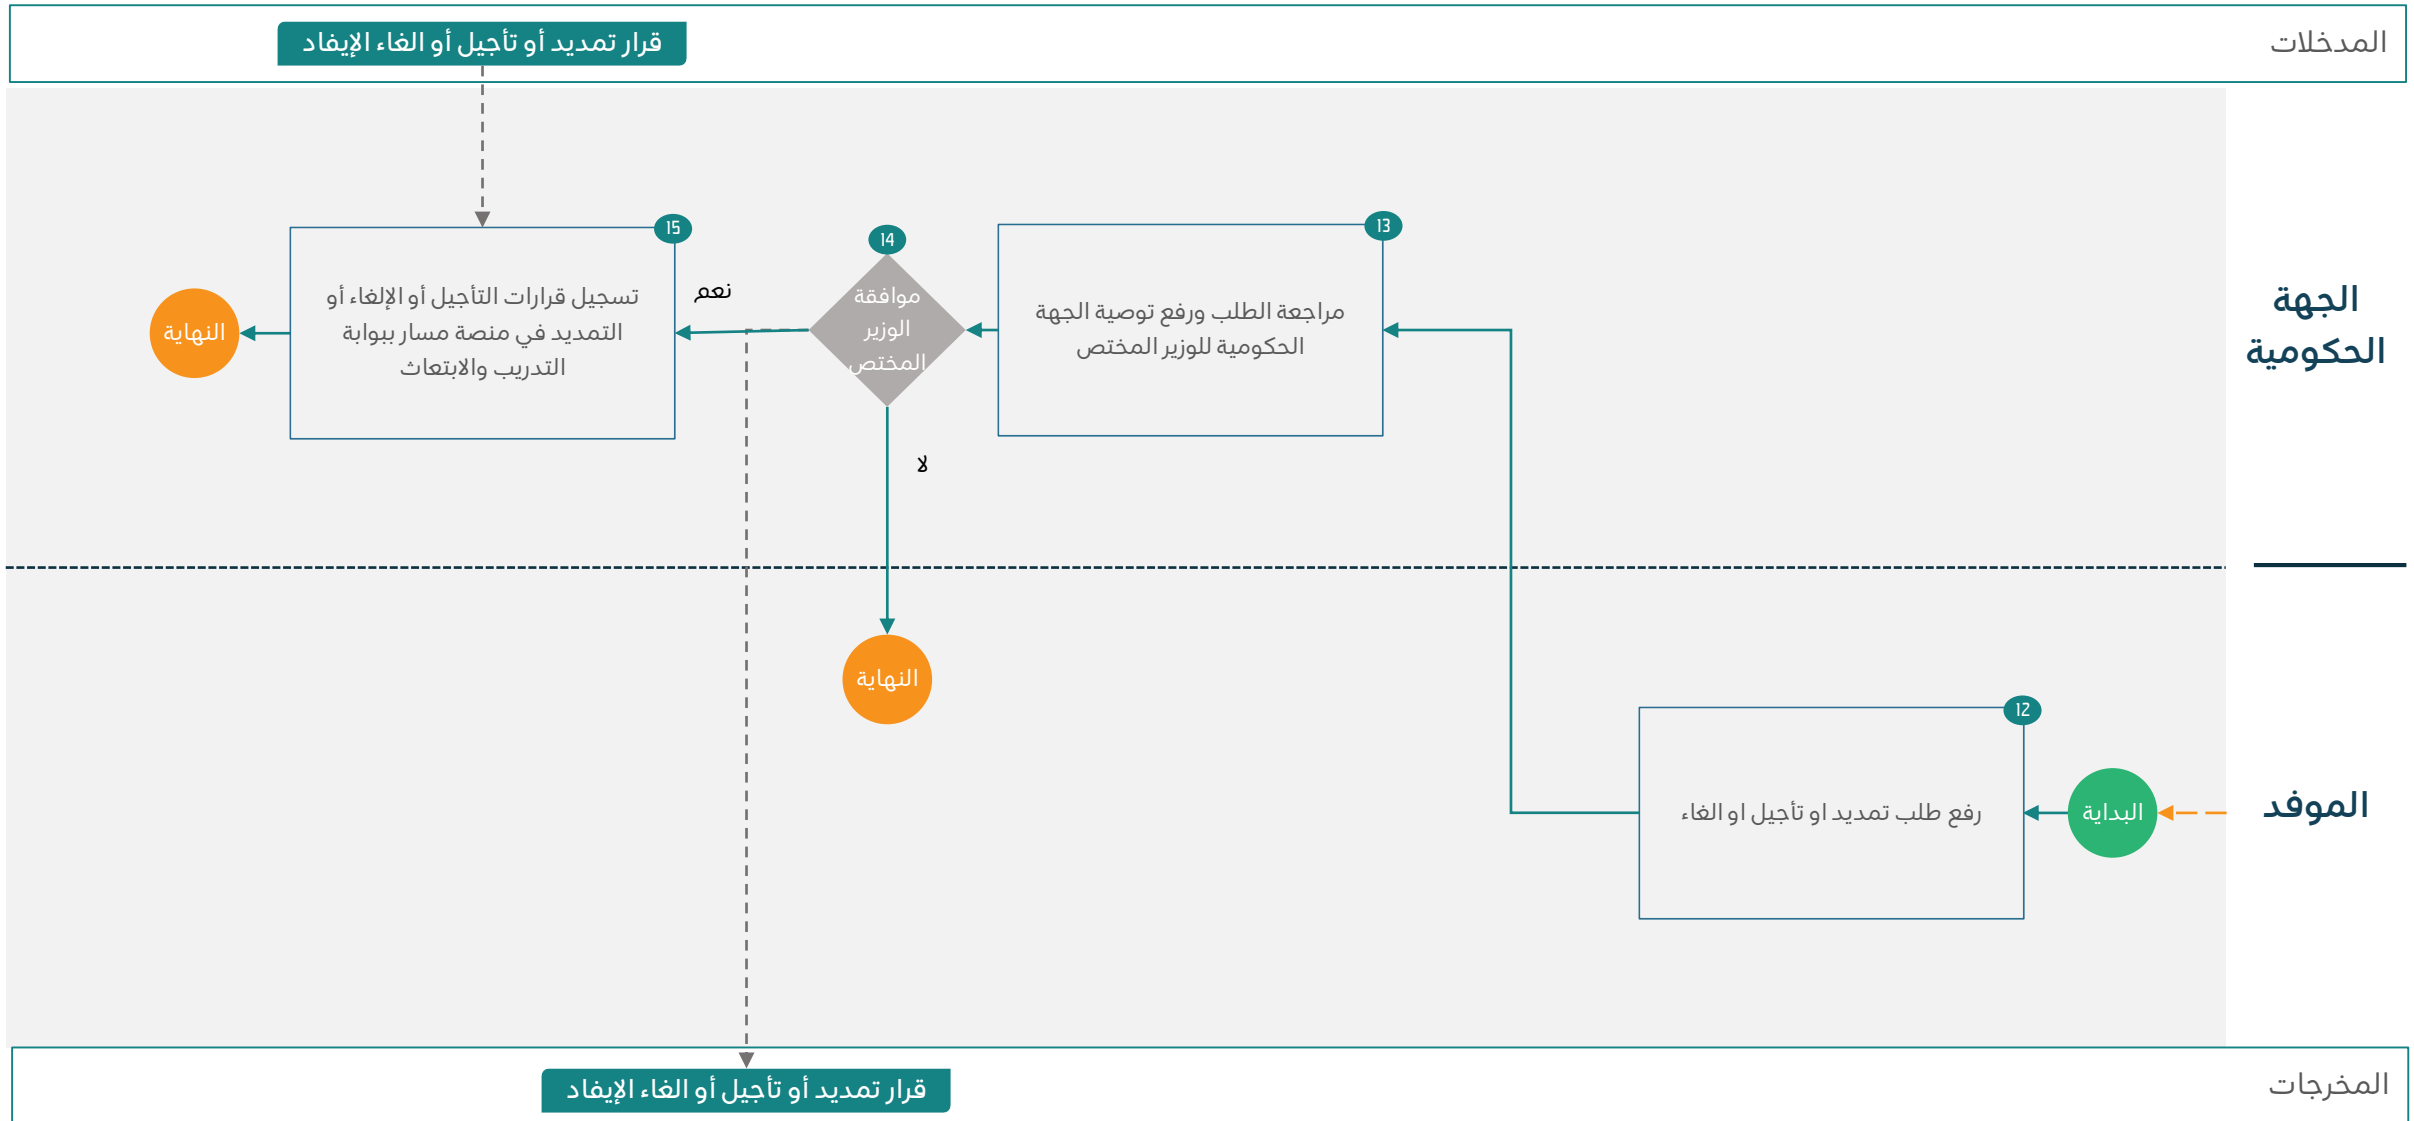 المدخلات
قرار تمديد أو تأجيل أو الغاء الإيفاد
الجهة
الحكومية
13
مراجعة الطلب ورفع توصية الجهة
الحكومية للوزير المختص
14
موافقة
الوزير
المختص
نعم
لا
15
تسجيل قرارات التأجيل أو الإلغاء أو
التمديد في منصة مسار ببوابة
التدريب والابتعاث
النهاية
النهاية
الموفد
البداية
12
رفع طلب تمديد او تأجيل او الغاء
المخرجات
قرار تمديد أو تأجيل أو الغاء الإيفاد